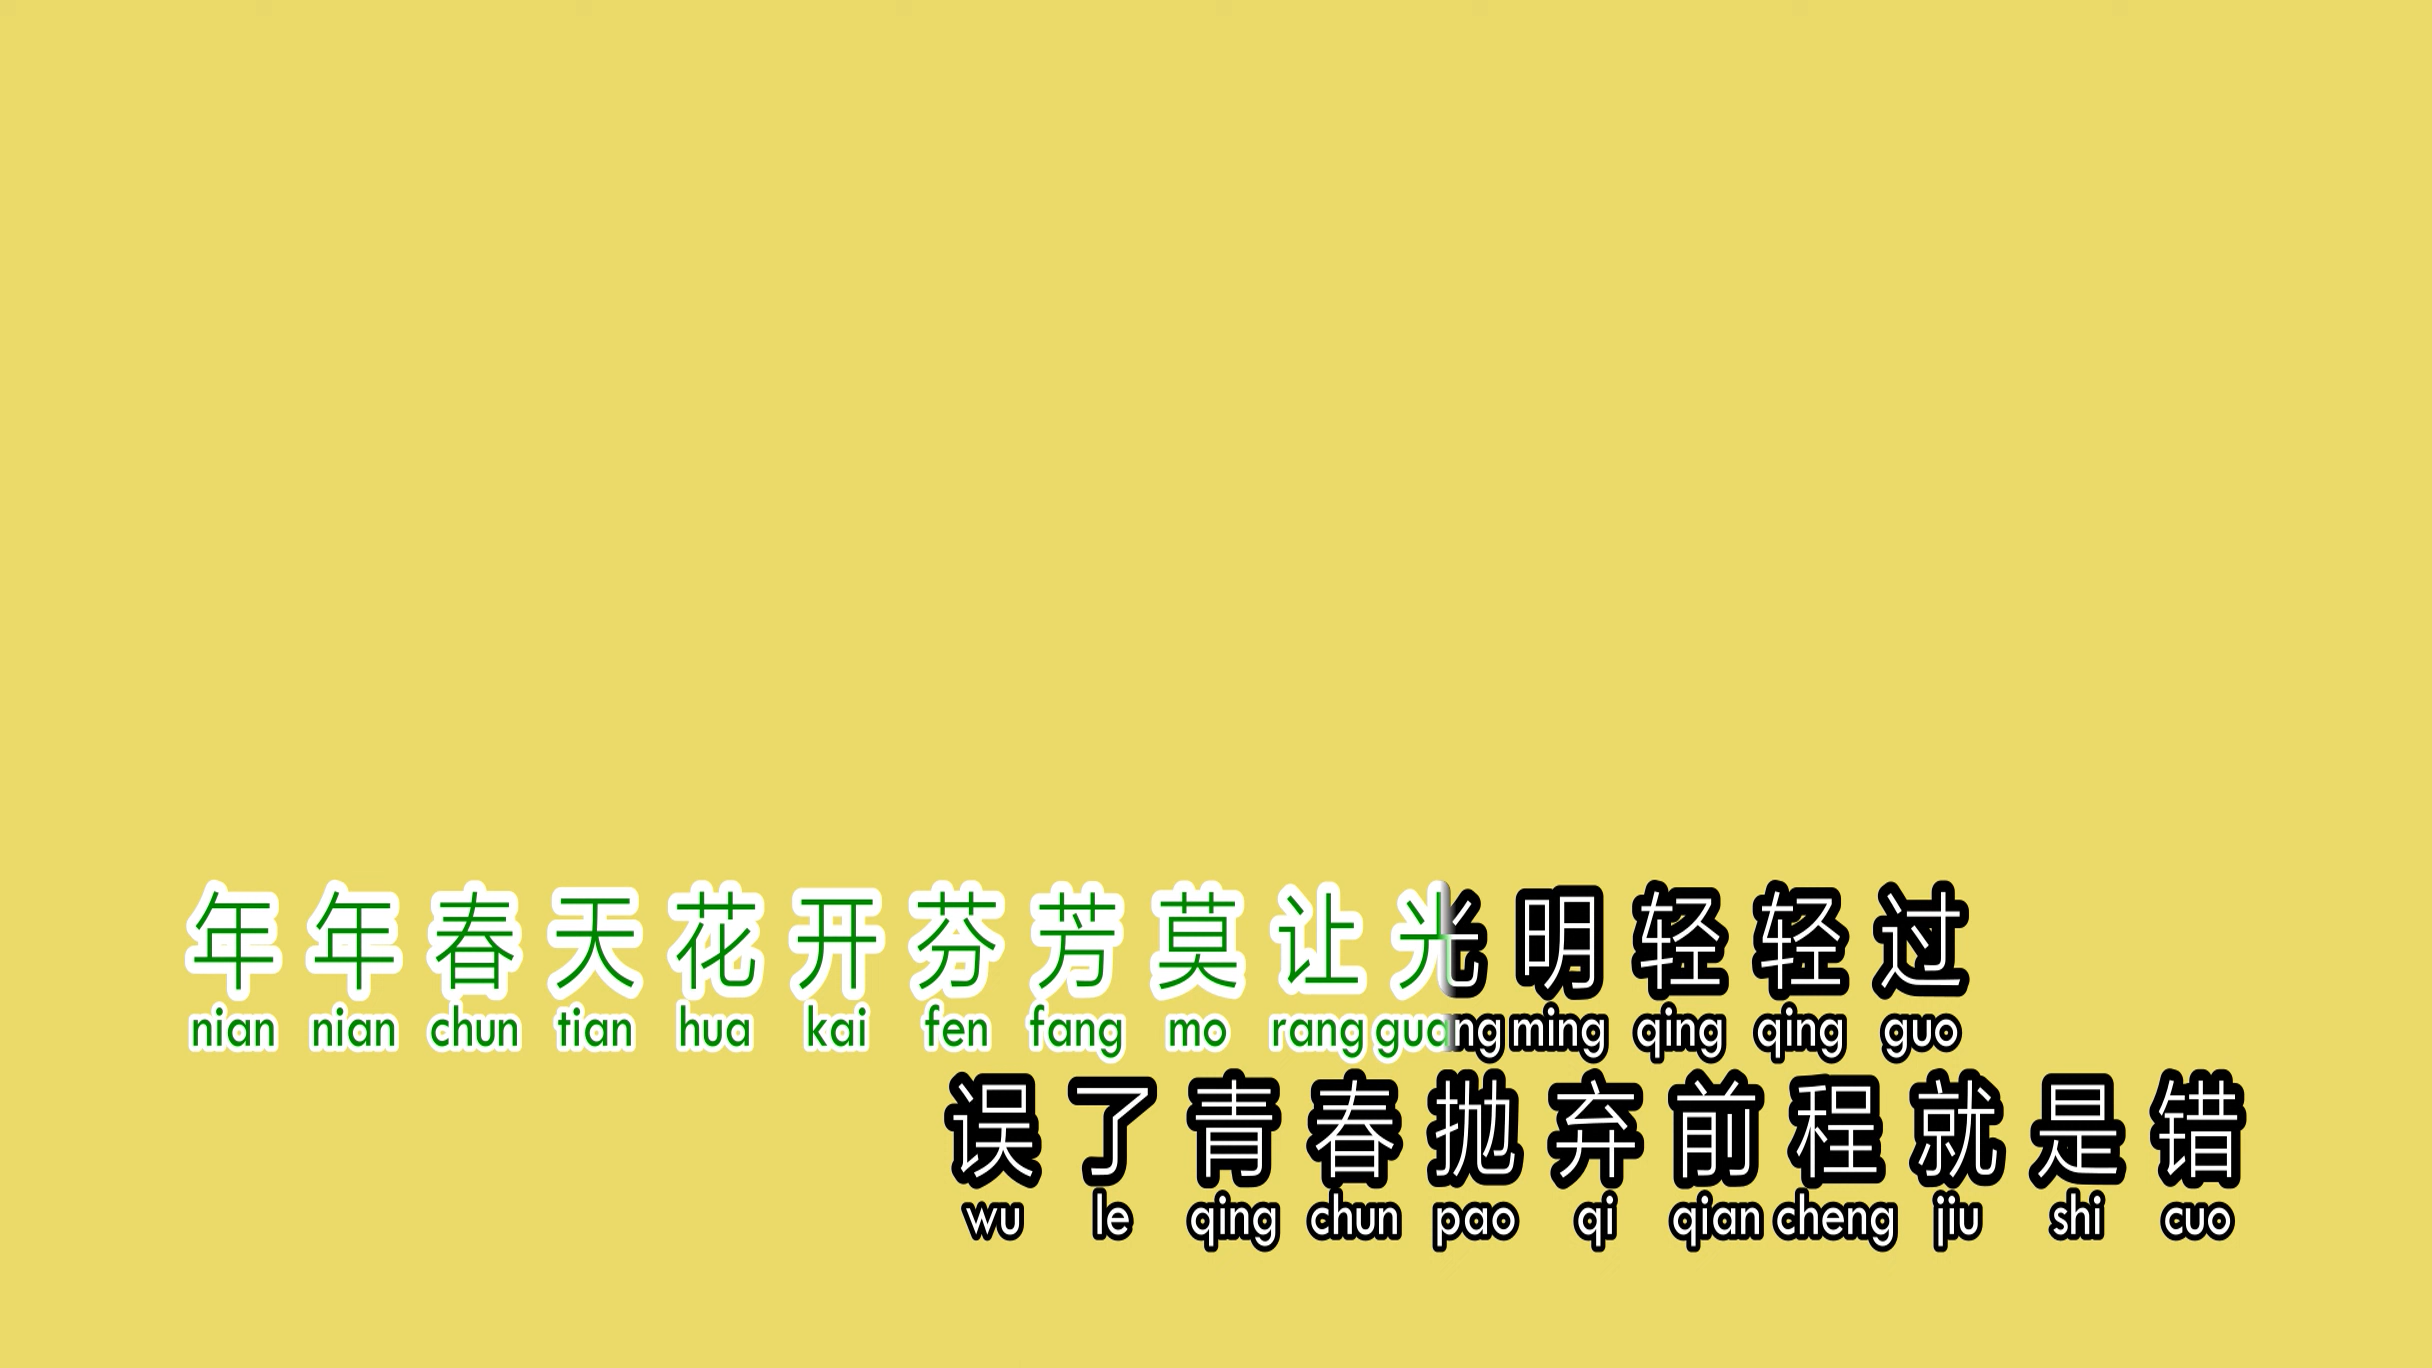 年年春天花开芬芳莫让光明轻轻过
nian nian chun tian hua kai fen fang mo rang guang ming qing qing guo
误了青春抛弃前程就是错
wu le qing chun pao qi qian cheng jiu shi cuo